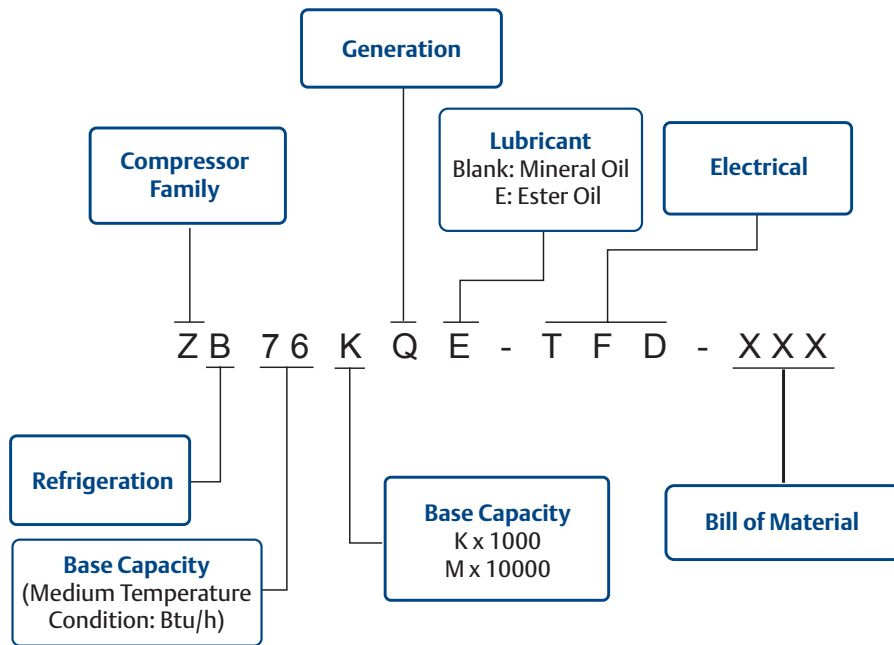 Generation
Compressor
Family
Lubricant
Blank: Mineral Oil
E: Ester Oil
Electrical
Z B 7 6 K Q E - T F D - X X X
Refrigeration
Base Capacity
(Medium Temperature
Condition: Btu/h)
Base Capacity
K x 1000
M x 10000
Bill of Material